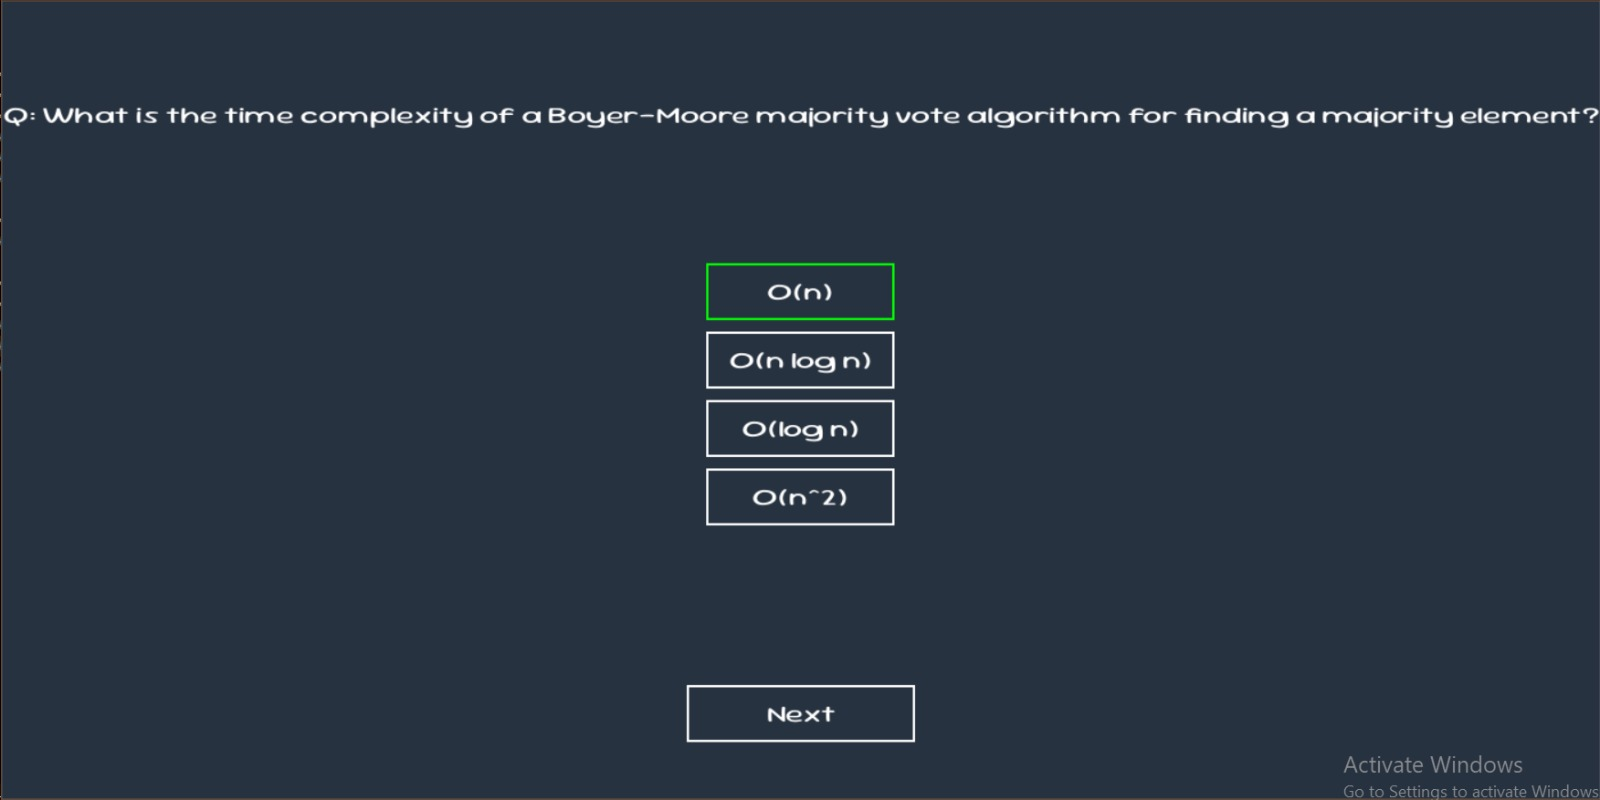 Q: What is the time complexity of a Boyer-Moore majority vote algorithm for finding a majority element?
O(n)
O(n log n)
O(log n)
O(n^2)
Next
Activate Windows
Go to Settings to activate Windows